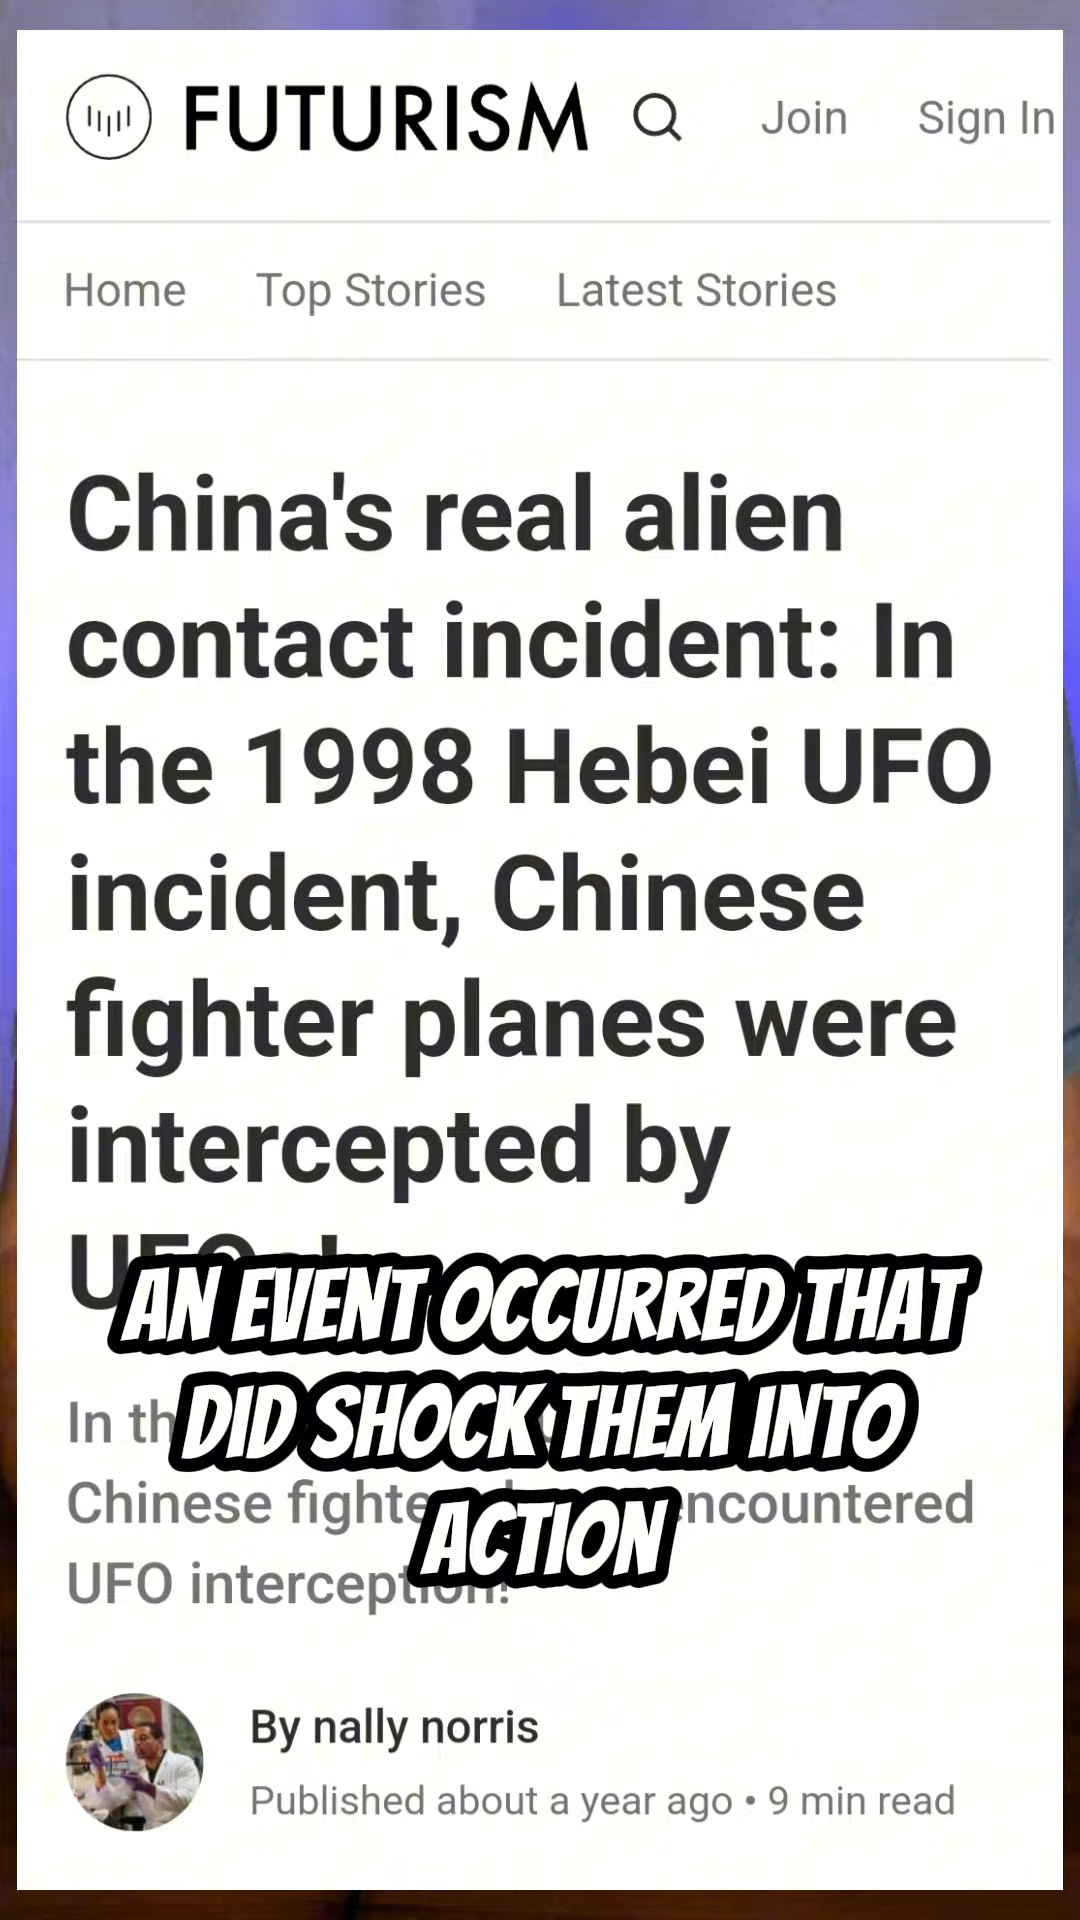 FUTURISM
Join
Sign In
Home
Top Stories
Latest Stories
China's real alien
contact incident: In
the 1998 Hebei UFO
incident, Chinese
fighter planes were
intercepted by
AN EVENT OCCURRED THAT
DID SHOCK THEM INTO
ACTION
In
Chinese encountered
UFO interception!
By nally norris
Published about a year ago • 9 min read